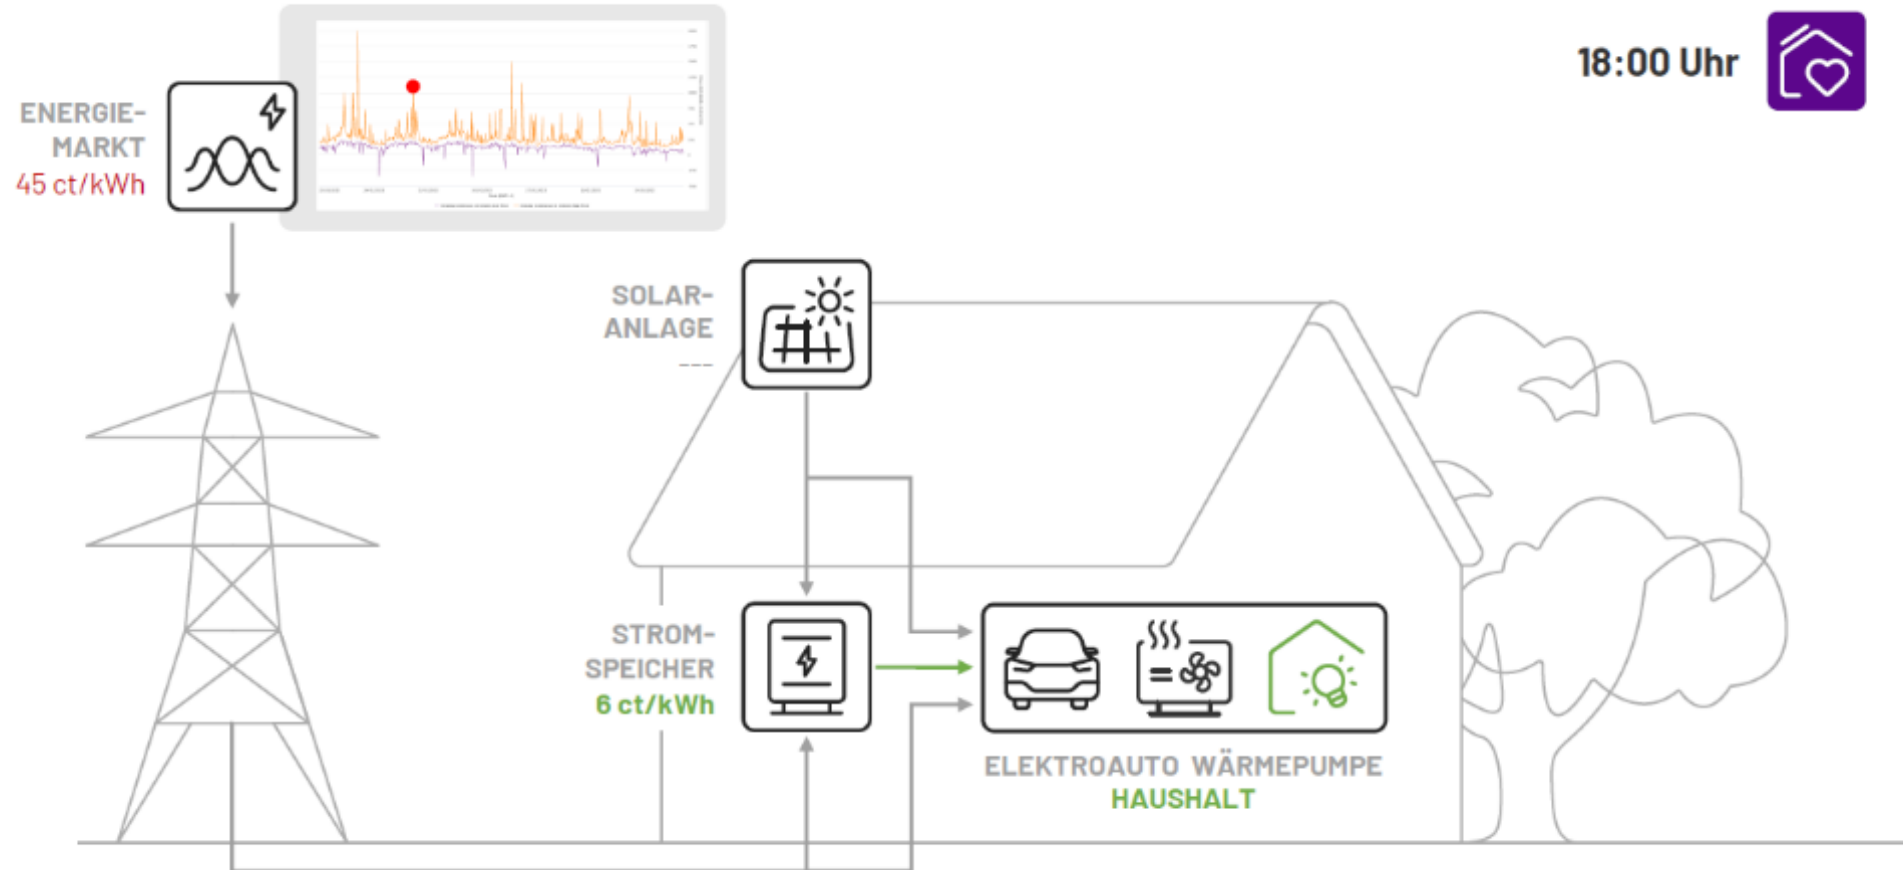 18:00 Uhr
ENERGIE-
MARKT
45 ct/kWh
SOLAR-
ANLAGE
---
STROM-
SPEICHER
6 ct/kWh
ELEKTROAUTO WÄRMEPUMPE
HAUSHALT